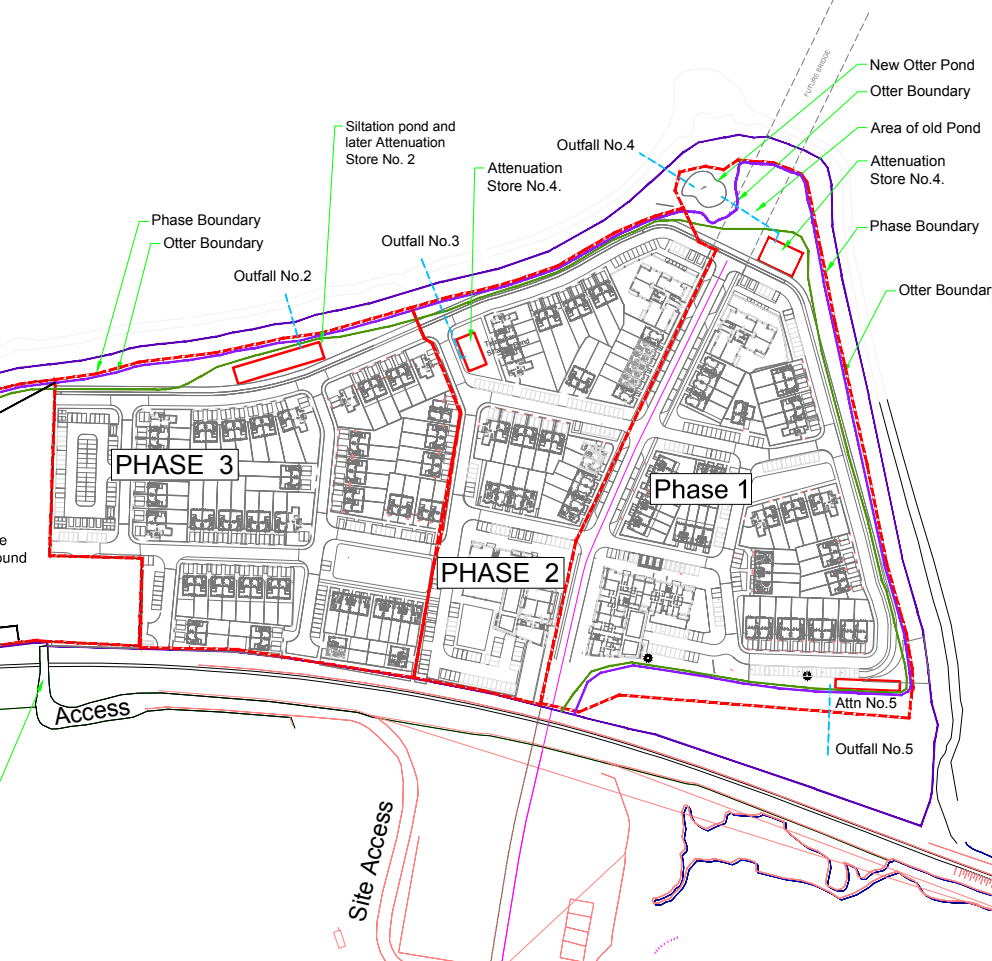 FUTURE BRIDGE
New Otter Pond
Otter Boundary
Area of old Pond
Attenuation
Store No.4.
Phase Boundary
Otter Boundar
Outfall No.4
Siltation pond and
later Attenuation
Store No. 2
Attenuation
Store No.4.
Phase Boundary
Otter Boundary
Outfall No.3
Outfall No.2
PHASE 3
Phase 1
PHASE 2
e
ound
Attn No.5
Outfall No.5
Access
Site Access